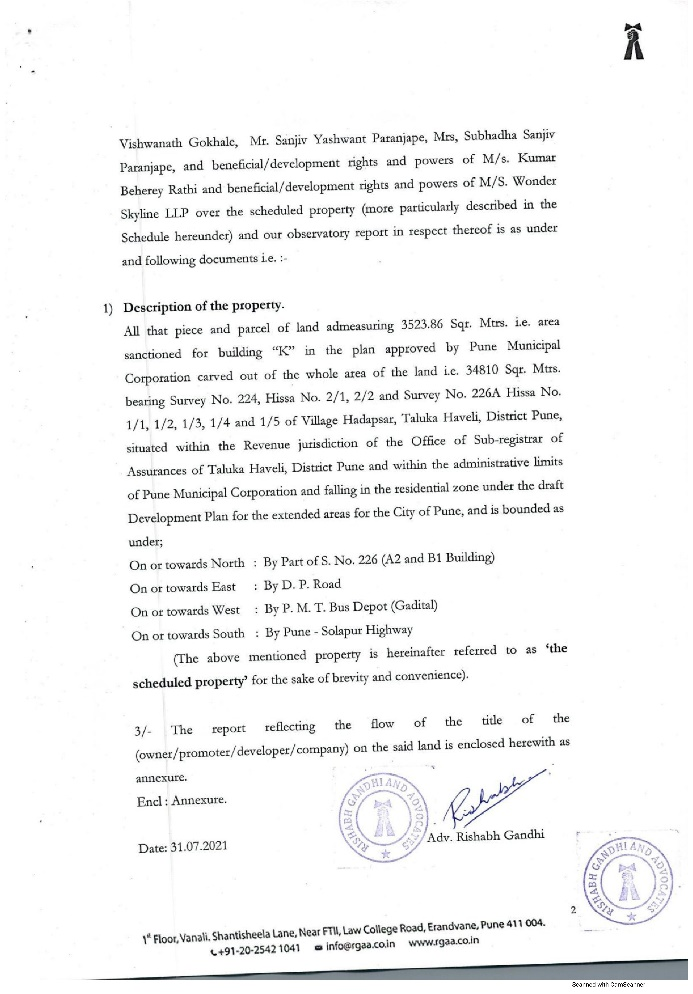 Vishwanath Gokhale, Mr. Sanjiv Yashwant Paranjape, Mrs, Subhadha Sanjiv
Paranjape, and beneficial/development rights and powers of M/s. Kumar
Beherey Rathi and beneficial/development rights and powers of M/S. Wonder
Skyline LLP over the scheduled property (more particularly described in the
Schedule hereunder) and our observatory report in respect thereof is as under
and following documents i.e. :-
1) Description of the property.
All that piece and parcel of land admeasuring 3523.86 Sqr. Mtrs. i.e. area
sanctioned for building “K” in the plan approved by Pune Municipal
Corporation carved out of the whole area of the land i.e. 34810 Sqr. Mtrs.
bearing Survey No. 224, Hissa No. 2/1, 2/2 and Survey No. 226A Hissa No.
1/1, 1/2, 1/3, 1/4 and 1/5 of Village Hadapsar, Taluka Haveli, District Pune,
situated within the Revenue jurisdiction of the Office of Sub-registrar of
Assurances of Taluka Haveli, District Pune and within the administrative limits
of Pune Municipal Corporation and falling in the residential zone under the draft
Development Plan for the extended areas for the City of Pune, and is bounded as
under;
On or towards North : By Part of S. No. 226 (A2 and B1 Building)
On or towards East : By D. P. Road
On or towards West : By P. M. T. Bus Depot (Gadital)
On or towards South : By Pune - Solapur Highway
(The above mentioned property is hereinafter referred to as ‘the
scheduled property’ for the sake of brevity and convenience).
3/- The report reflecting the flow of the title of the
(owner/promoter/developer/company) on the said land is enclosed herewith as
annexure.
Encl : Annexure.
RISHABH GANDHI AND ADVOCATES
Rishabh
Adv. Rishabh Gandhi
Date: 31.07.2021
RISHABH GANDHI AND ADVOCATES
2
1st Floor, Vanali, Shantisheela Lane, Near FTII, Law College Road, Erandvane, Pune 411 004.
+91-20-2542 1041 info@rgaa.co.in www.rgaa.co.in
Scanned with CamScanner